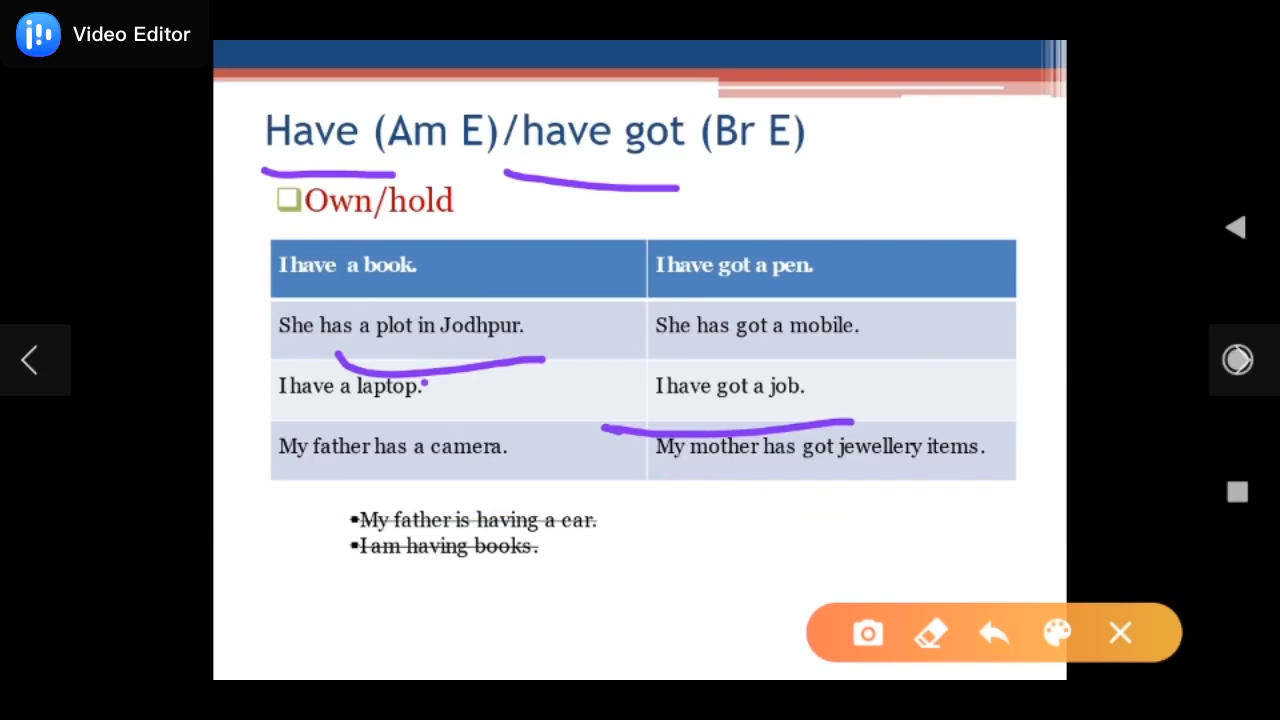 Video Editor
Have (Am E)/have got (Br E)
Own/hold
I have a book.
I have got a pen.
She has a plot in Jodhpur.
She has got a mobile.
I have a laptop.
I have got a job.
My father has a camera.
My mother has got jewellery items.
My father is having a car.
I am having books.